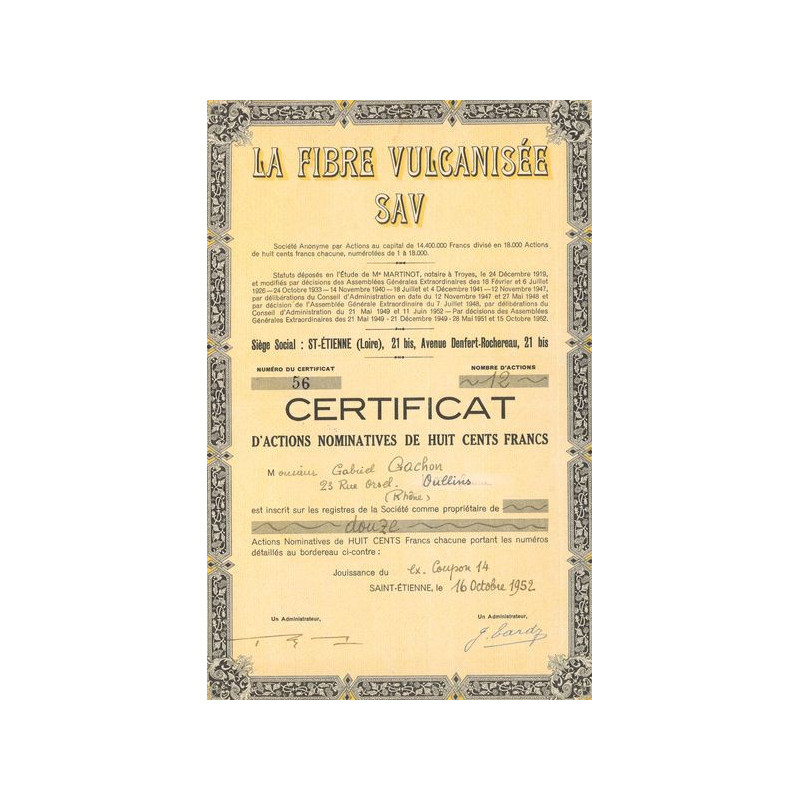 LA FIBRE VULCANISÉE
SAV
Société Anonyme par Actions au capital de 14.400.000 Francs divisé en 18.000 Actions
de huit cents francs chacune, numérotées de 1 à 18.000.
Statuts déposés en l'Étude de Me MARTINOT, notaire à Troyes, le 24 Décembre 1919,
et modifiés par décisions des Assemblées Générales Extraordinaires des 18 Février et 6 Juillet
1926 — 24 Octobre 1933 — 14 Novembre 1940 — 18 Juillet et 4 Décembre 1941 — 12 Novembre 1947,
par délibérations du Conseil d'Administration en date du 12 Novembre 1947 et 27 Mai 1948 et
par décision de l'Assemblée Générale Extraordinaire du 7 Juillet 1948, par délibérations du
Conseil d'Administration du 21 Mai 1949 et 11 Juin 1952 — Par décisions des Assemblées
Générales Extraordinaires des 21 Mai 1949 - 21 Décembre 1949 - 28 Mai 1951 et 15 Octobre 1952.
Siège Social : ST-ÉTIENNE (Loire), 21 bis, Avenue Denfert-Rochereau, 21 bis
NUMÉRO DU CERTIFICAT NOMBRE D'ACTIONS
56 12
CERTIFICAT
D'ACTIONS NOMINATIVES DE HUIT CENTS FRANCS
Monsieur Gabriel Gachon
23 Rue Orsel - Oullins
(Rhône)
est inscrit sur les registres de la Société comme propriétaire de
douze
Actions Nominatives de HUIT CENTS Francs chacune portant les numéros
détaillés au bordereau ci-contre :
Jouissance du ex. Coupon 14
SAINT-ÉTIENNE, le 16 Octobre 1952
Un Administrateur, Un Administrateur,